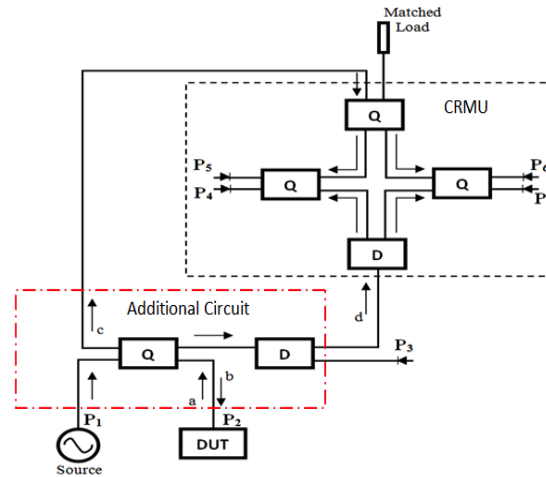 Matched
Load
CRMU
Q
P5
P4
Q
Q
D
Additional Circuit
c
d
Q
D
P3
a
b
P1
P2
DUT
Source